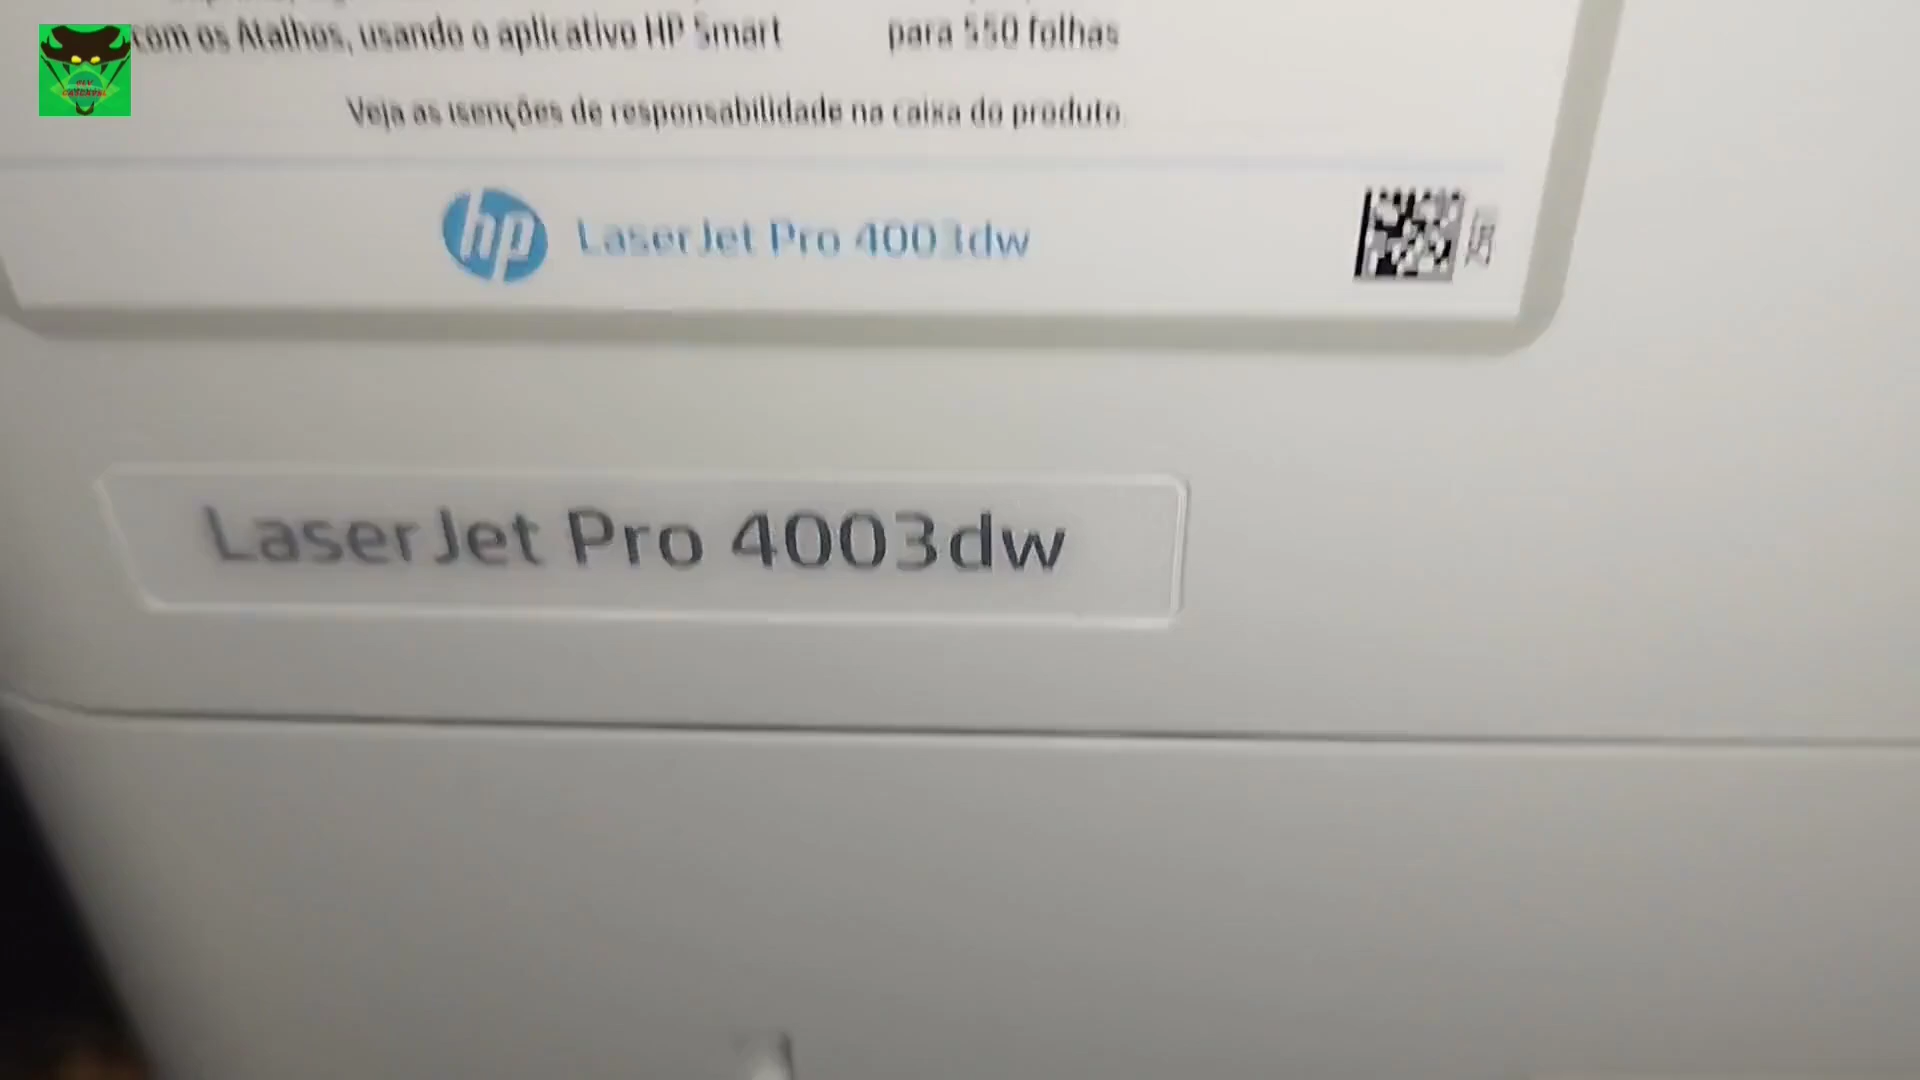 com os Atalhos, usando o aplicativo HP Smart
para 550 folhas
Veja as isenções de responsabilidade na caixa do produto.
hp LaserJet Pro 4003dw
LaserJet Pro 4003dw